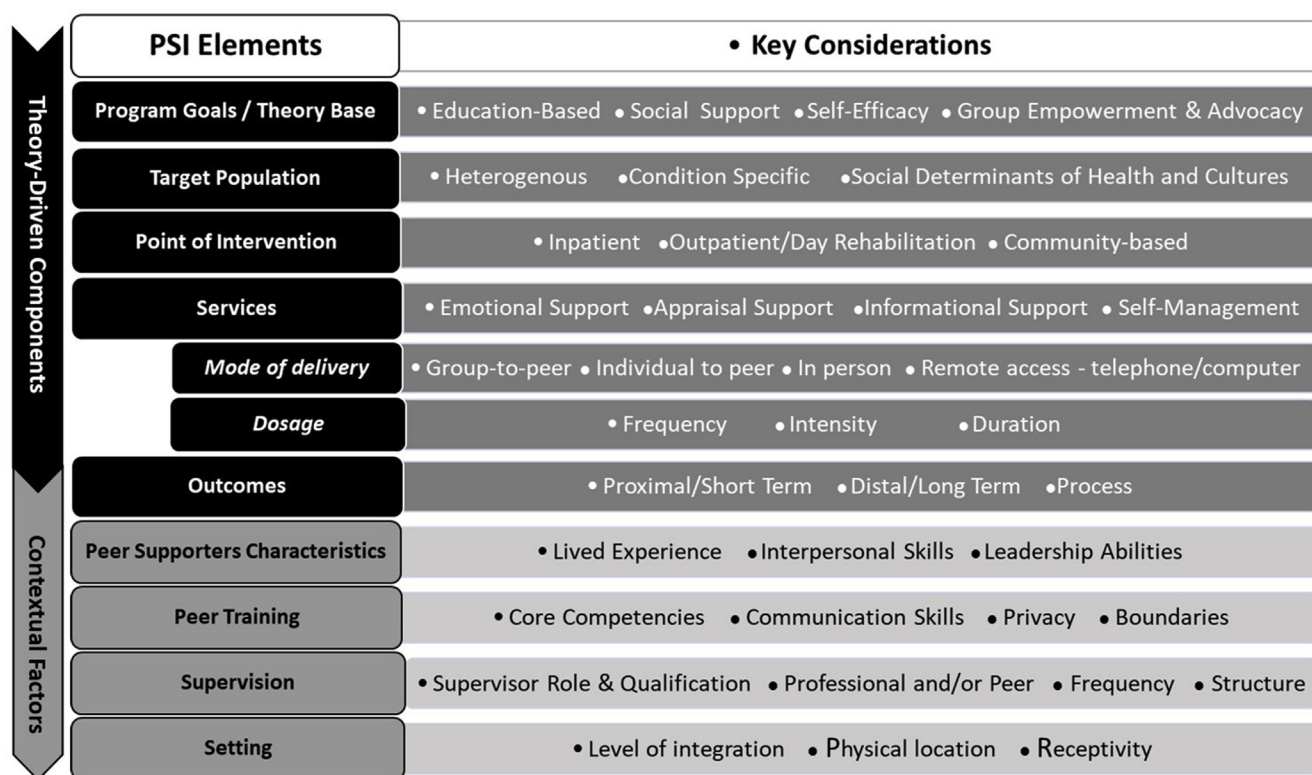 PSI Elements • Key Considerations
Theory-Driven Components
Program Goals / Theory Base • Education-Based • Social Support • Self-Efficacy • Group Empowerment & Advocacy
Target Population • Heterogenous • Condition Specific • Social Determinants of Health and Cultures
Point of Intervention • Inpatient • Outpatient/Day Rehabilitation • Community-based
Services • Emotional Support • Appraisal Support • Informational Support • Self-Management
Mode of delivery • Group-to-peer • Individual to peer • In person • Remote access - telephone/computer
Dosage • Frequency • Intensity • Duration
Outcomes • Proximal/Short Term • Distal/Long Term • Process
Contextual Factors
Peer Supporters Characteristics • Lived Experience • Interpersonal Skills • Leadership Abilities
Peer Training • Core Competencies • Communication Skills • Privacy • Boundaries
Supervision • Supervisor Role & Qualification • Professional and/or Peer • Frequency • Structure
Setting • Level of integration • Physical location • Receptivity